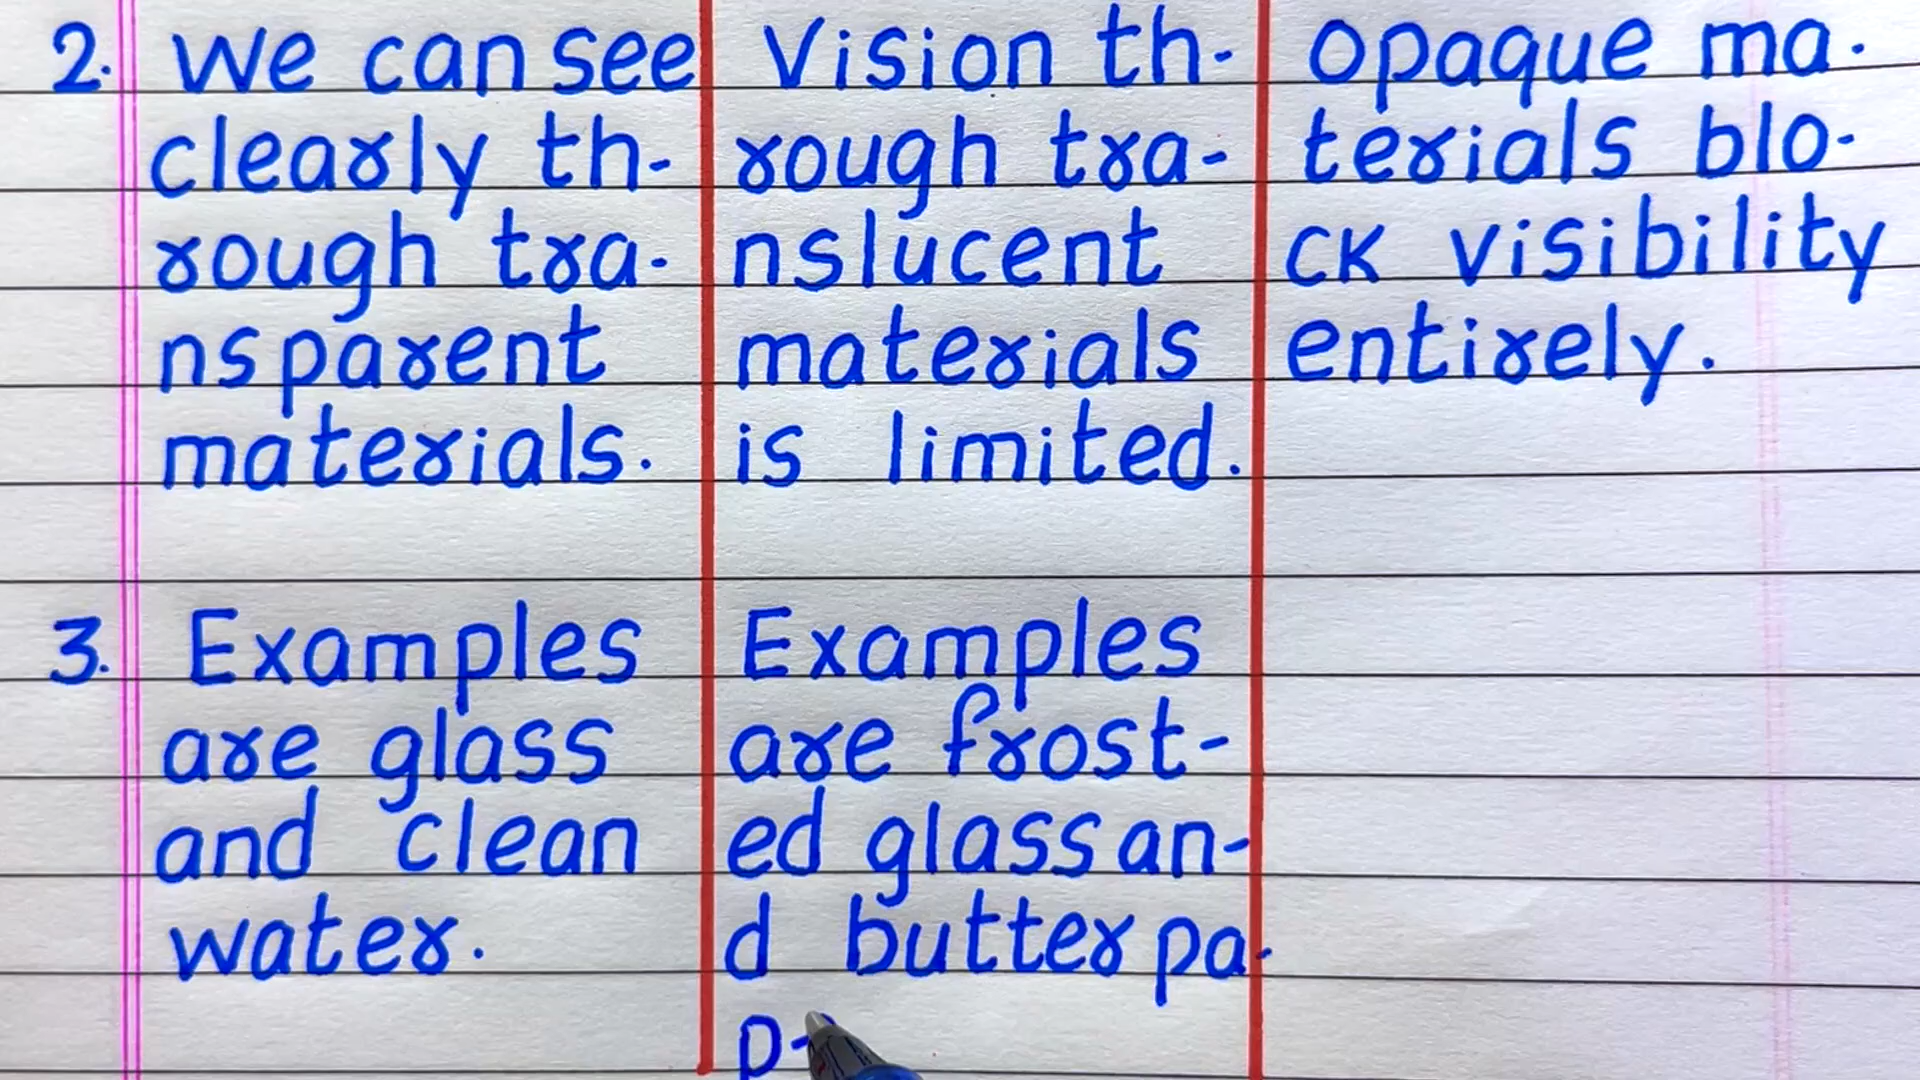 2. We can see
clearly th-
rough tra-
nsparent
materials.
Vision th-
rough tra-
nslucent
materials
is limited.
opaque ma-
terials blo-
ck visibility
entirely.
3. Examples
are glass
and clean
water.
Examples
are frost-
ed glass an-
d butter pa-
p